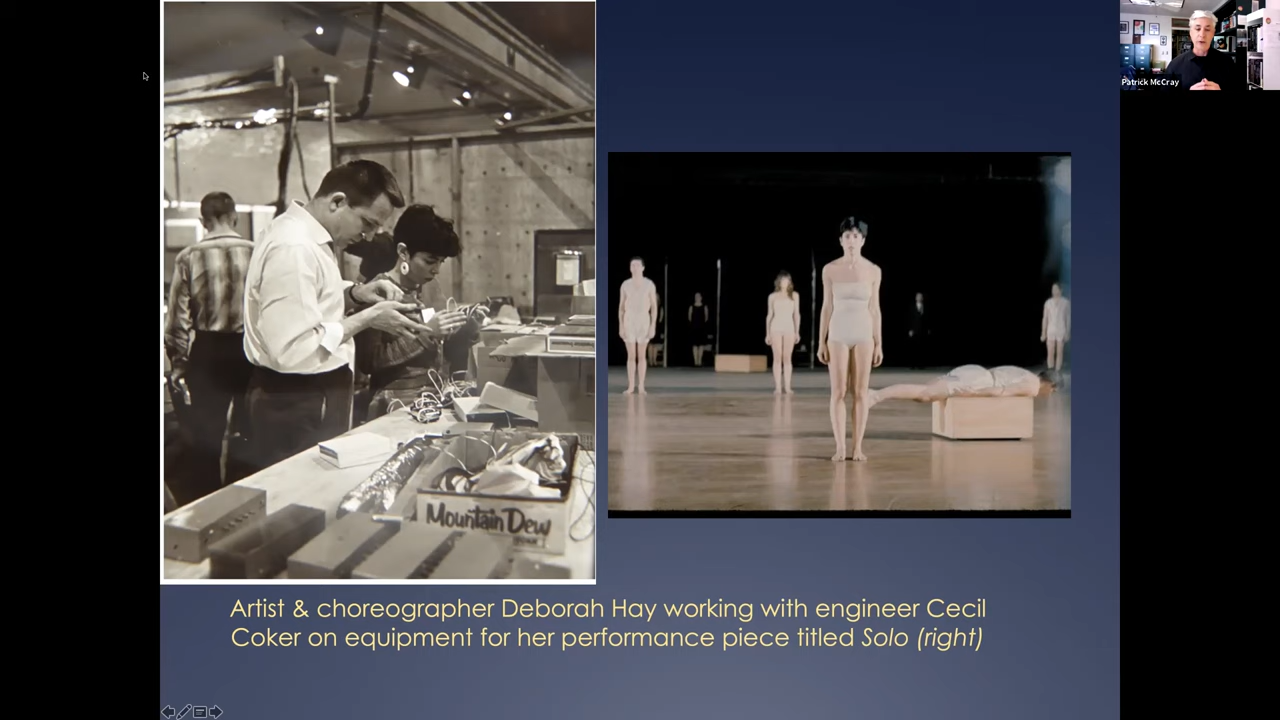 Patrick McCray
Mountain Dew
Artist & choreographer Deborah Hay working with engineer Cecil
Coker on equipment for her performance piece titled Solo (right)